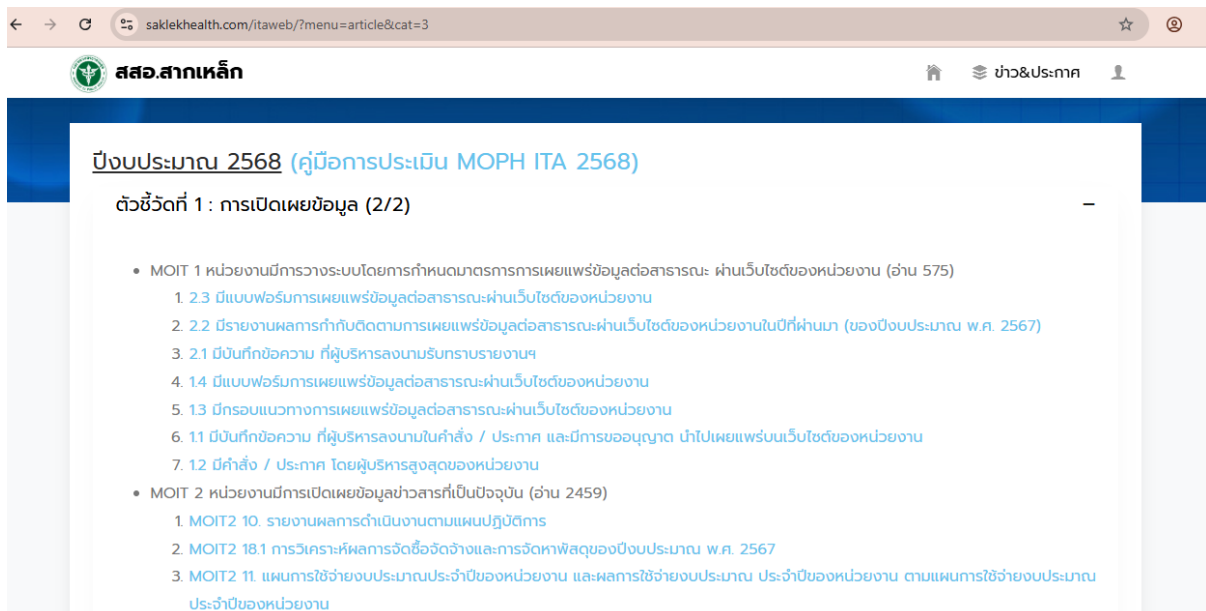 saklekhealth.com/itaweb/?menu=article&cat=3
สสอ.สากเหล็ก
ข่าว&ประกาศ
ปีงบประมาณ 2568 (คู่มือการประเมิน MOPH ITA 2568)
ตัวชี้วัดที่ 1 : การเปิดเผยข้อมูล (2/2)
MOIT 1 หน่วยงานมีการวางระบบโดยการกำหนดมาตรการการเผยแพร่ข้อมูลต่อสาธารณะ ผ่านเว็บไซต์ของหน่วยงาน (อ่าน 575)
1. 2.3 มีแบบฟอร์มการเผยแพร่ข้อมูลต่อสาธารณะผ่านเว็บไซต์ของหน่วยงาน
2. 2.2 มีรายงานผลการกำกับติดตามการเผยแพร่ข้อมูลต่อสาธารณะผ่านเว็บไซต์ของหน่วยงานในปีที่ผ่านมา (ของปีงบประมาณ พ.ศ. 2567)
3. 2.1 มีบันทึกข้อความ ที่ผู้บริหารลงนามรับทราบรายงานฯ
4. 1.4 มีแบบฟอร์มการเผยแพร่ข้อมูลต่อสาธารณะผ่านเว็บไซต์ของหน่วยงาน
5. 1.3 มีกรอบแนวทางการเผยแพร่ข้อมูลต่อสาธารณะผ่านเว็บไซต์ของหน่วยงาน
6. 1.1 มีบันทึกข้อความ ที่ผู้บริหารลงนามในคำสั่ง / ประกาศ และมีการขออนุญาต นำไปเผยแพร่บนเว็บไซต์ของหน่วยงาน
7. 1.2 มีคำสั่ง / ประกาศ โดยผู้บริหารสูงสุดของหน่วยงาน
MOIT 2 หน่วยงานมีการเปิดเผยข้อมูลข่าวสารที่เป็นปัจจุบัน (อ่าน 2459)
1. MOIT2 10. รายงานผลการดำเนินงานตามแผนปฏิบัติการ
2. MOIT2 18.1 การวิเคราะห์ผลการจัดซื้อจัดจ้างและการจัดหาพัสดุของปีงบประมาณ พ.ศ. 2567
3. MOIT2 11. แผนการใช้จ่ายงบประมาณประจำปีของหน่วยงาน และผลการใช้จ่ายงบประมาณ ประจำปีของหน่วยงาน ตามแผนการใช้จ่ายงบประมาณ
ประจำปีของหน่วยงาน